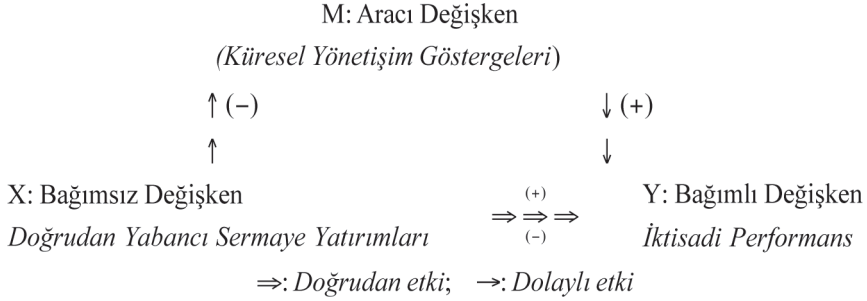 M: Aracı Değişken
(Küresel Yönetişim Göstergeleri)
↑ (−) ↓ (+)
↑ ↓
X: Bağımsız Değişken (+) Y: Bağımlı Değişken
⇒ ⇒ ⇒
Doğrudan Yabancı Sermaye Yatırımları (−) İktisadi Performans
⇒: Doğrudan etki; →: Dolaylı etki